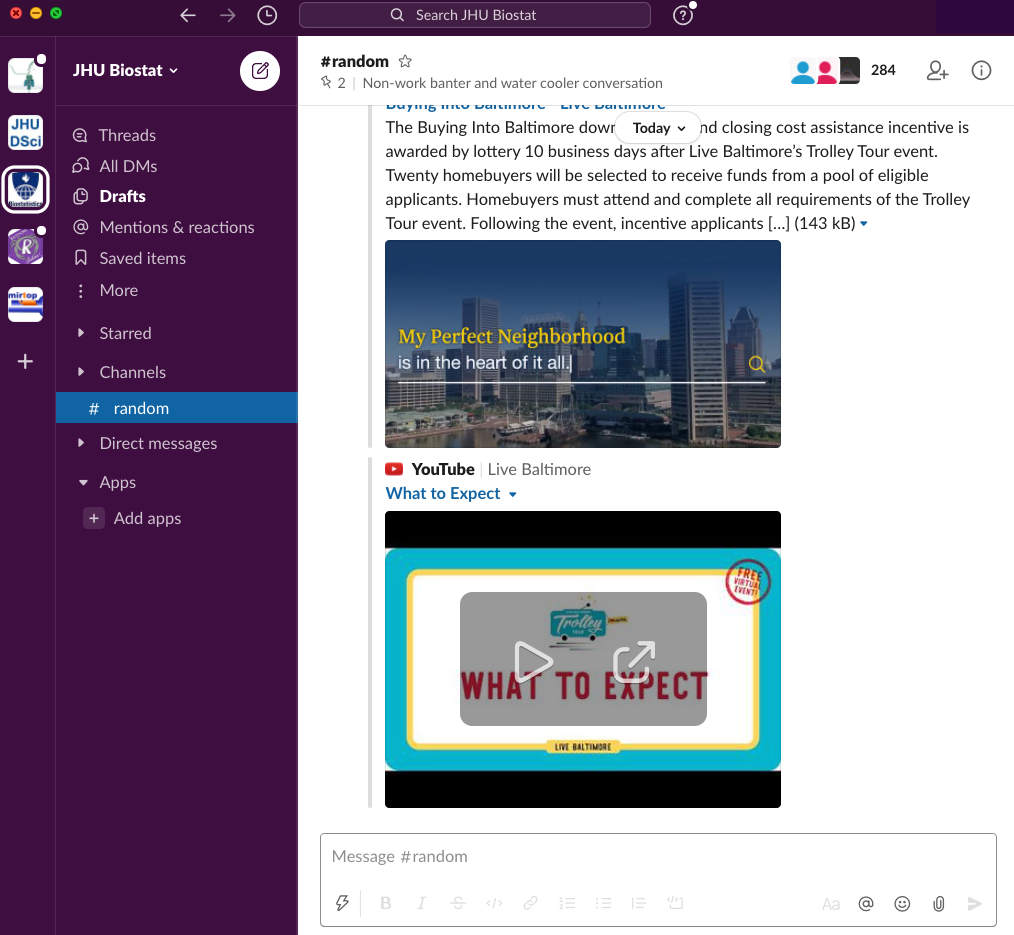 Search JHU Biostat
JHU Biostat
JHU
DSci
Biostatistics
R
mirtop
Threads
All DMs
Drafts
Mentions & reactions
Saved items
More
Starred
Channels
# random
Direct messages
Apps
+ Add apps
#random
2 | Non-work banter and water cooler conversation
284
Buying Into Baltimore - Live Baltimore
Today
The Buying Into Baltimore down nd closing cost assistance incentive is
awarded by lottery 10 business days after Live Baltimore’s Trolley Tour event.
Twenty homebuyers will be selected to receive funds from a pool of eligible
applicants. Homebuyers must attend and complete all requirements of the Trolley
Tour event. Following the event, incentive applicants [...] (143 kB)
My Perfect Neighborhood
is in the heart of it all.
YouTube | Live Baltimore
What to Expect
FREE
VIRTUAL
EVENT!
Trolley
TOUR
WHAT TO EXPECT
LIVE BALTIMORE
Message #random
B I S </>
Aa @